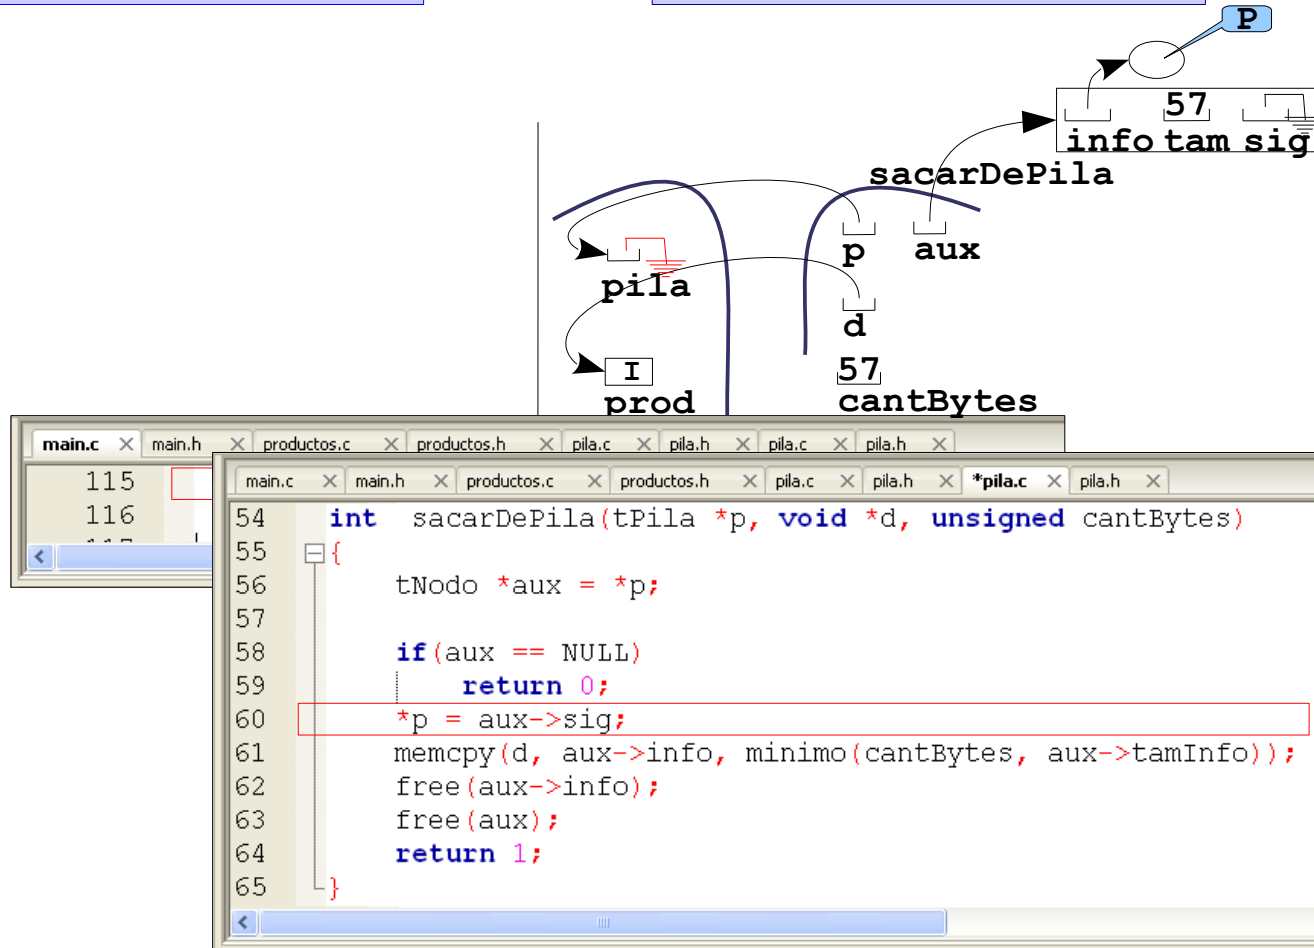 P
57
info tam sig
sacarDePila
p aux
pila
d
I
57
prod
cantBytes
main.c main.h productos.c productos.h pila.c pila.h pila.c pila.h
115
116
main.c main.h productos.c productos.h pila.c pila.h *pila.c pila.h
54 int sacarDePila(tPila *p, void *d, unsigned cantBytes)
55 {
56 tNodo *aux = *p;
57
58 if(aux == NULL)
59 return 0;
60 *p = aux->sig;
61 memcpy(d, aux->info, minimo(cantBytes, aux->tamInfo));
62 free(aux->info);
63 free(aux);
64 return 1;
65 }